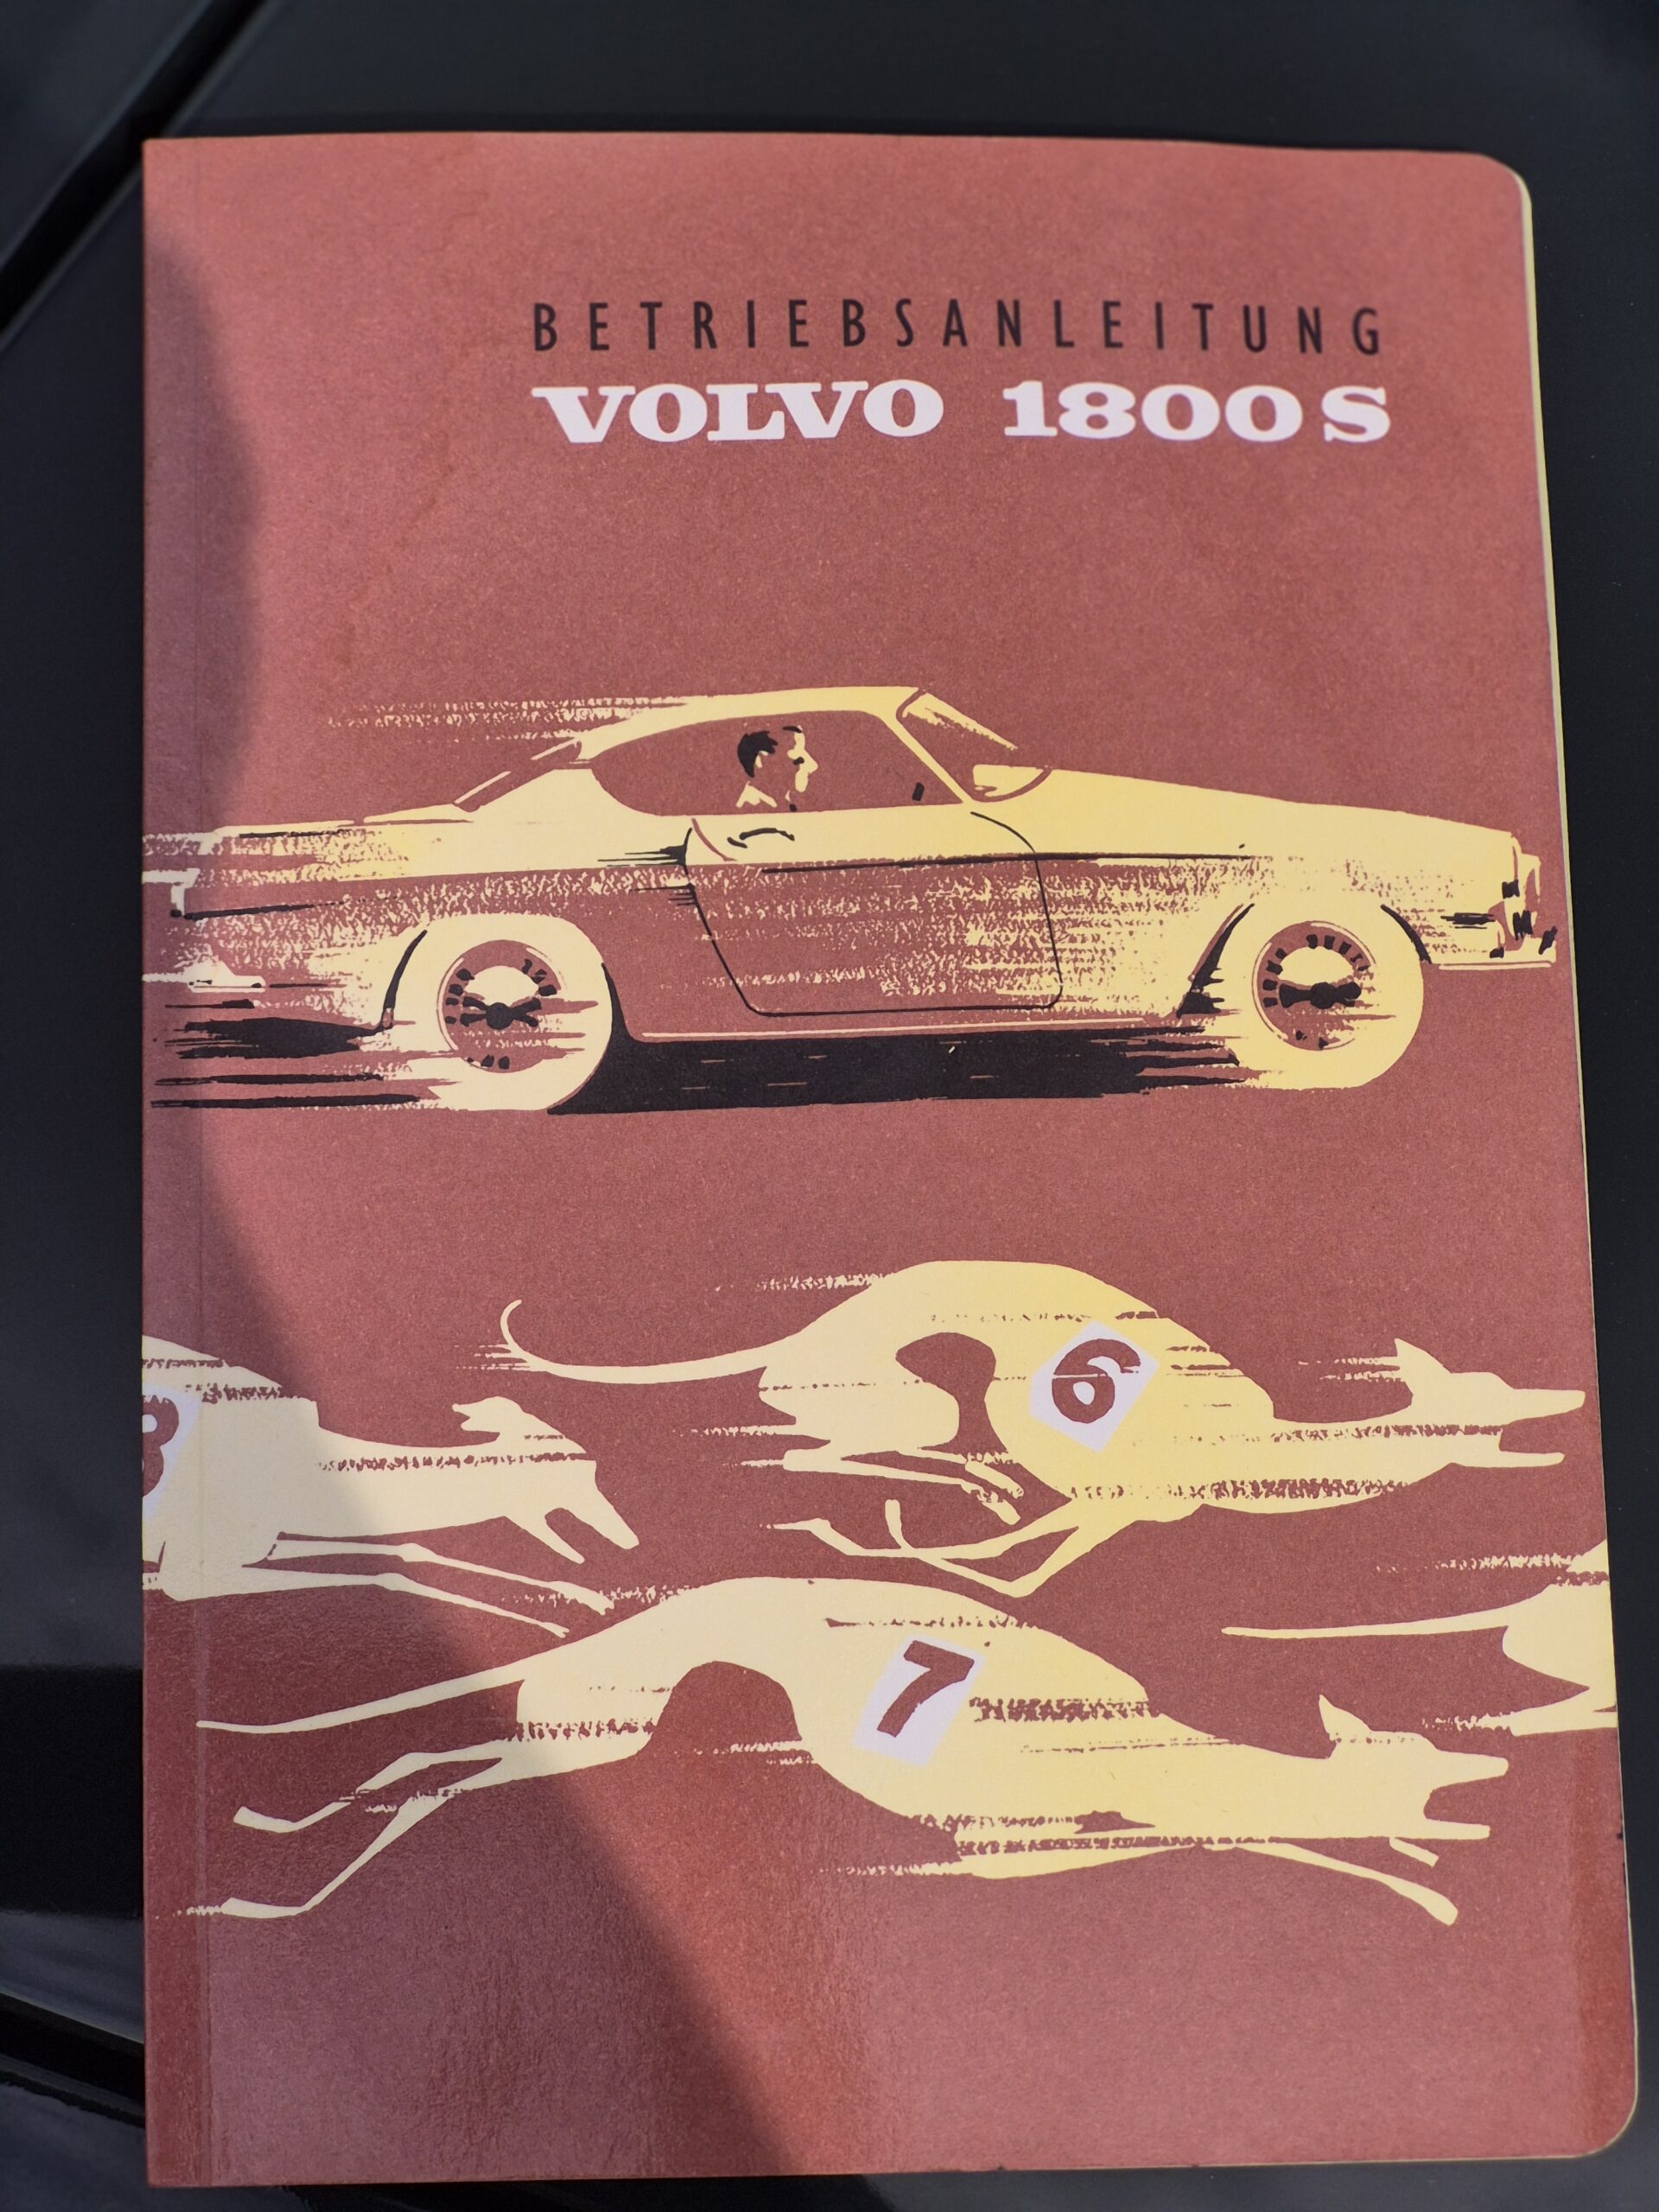 BETRIEBSANLEITUNG
VOLVO 1800 S
6
7